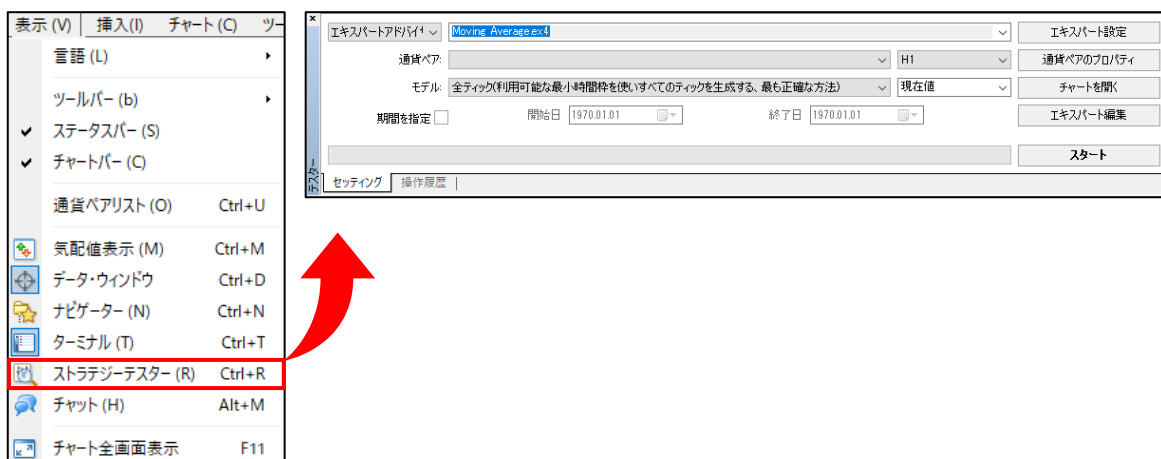 表示 (V) 挿入(I) チャート (C) ツー
言語 (L)
ツールバー (b)
ステータスバー (S)
チャートバー (C)
通貨ペアリスト (O) Ctrl+U
気配値表示 (M) Ctrl+M
データ・ウィンドウ Ctrl+D
ナビゲーター (N) Ctrl+N
ターミナル (T) Ctrl+T
ストラテジーテスター (R) Ctrl+R
チャット (H) Alt+M
チャート全画面表示 F11
エキスパートアドバイザ Moving Average.ex4 エキスパート設定
通貨ペア: H1 通貨ペアのプロパティ
モデル: 全ティック(利用可能な最小時間枠を使いすべてのティックを生成する、最も正確な方法) 現在値 チャートを開く
期間を指定 開始日 1970.01.01 終了日 1970.01.01 エキスパート編集
スタート
テスター
セッティング 操作履歴